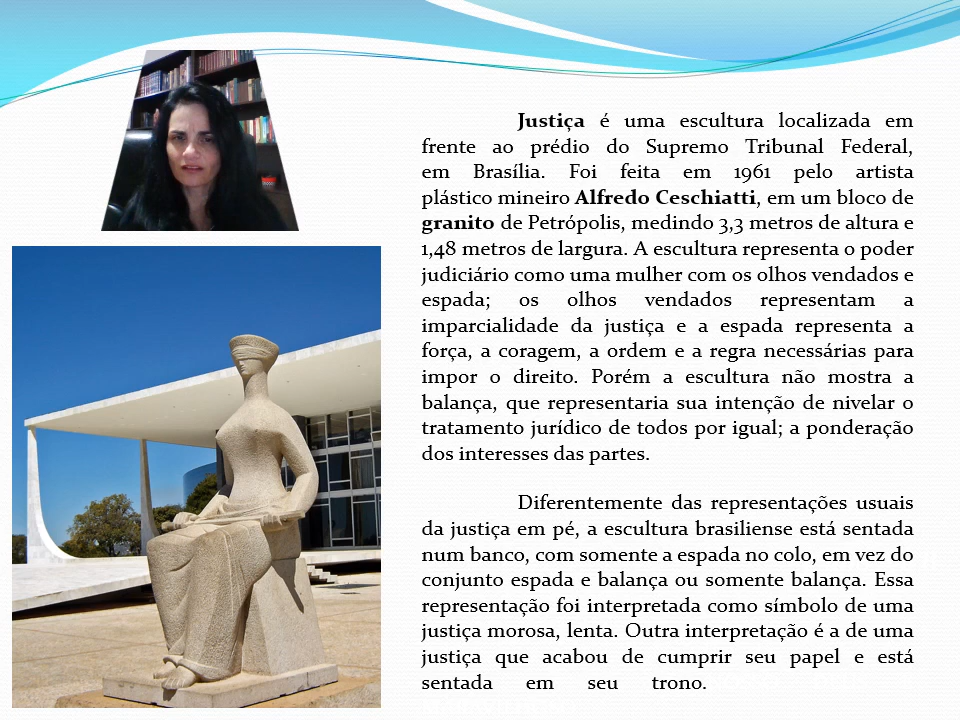 Justiça é uma escultura localizada em
frente ao prédio do Supremo Tribunal Federal,
em Brasília. Foi feita em 1961 pelo artista
plástico mineiro Alfredo Ceschiatti, em um bloco de
granito de Petrópolis, medindo 3,3 metros de altura e
1,48 metros de largura. A escultura representa o poder
judiciário como uma mulher com os olhos vendados e
espada; os olhos vendados representam a
imparcialidade da justiça e a espada representa a
força, a coragem, a ordem e a regra necessárias para
impor o direito. Porém a escultura não mostra a
balança, que representaria sua intenção de nivelar o
tratamento jurídico de todos por igual; a ponderação
dos interesses das partes.
Diferentemente das representações usuais
da justiça em pé, a escultura brasiliense está sentada
num banco, com somente a espada no colo, em vez do
conjunto espada e balança ou somente balança. Essa
representação foi interpretada como símbolo de uma
justiça morosa, lenta. Outra interpretação é a de uma
justiça que acabou de cumprir seu papel e está
sentada em seu trono.